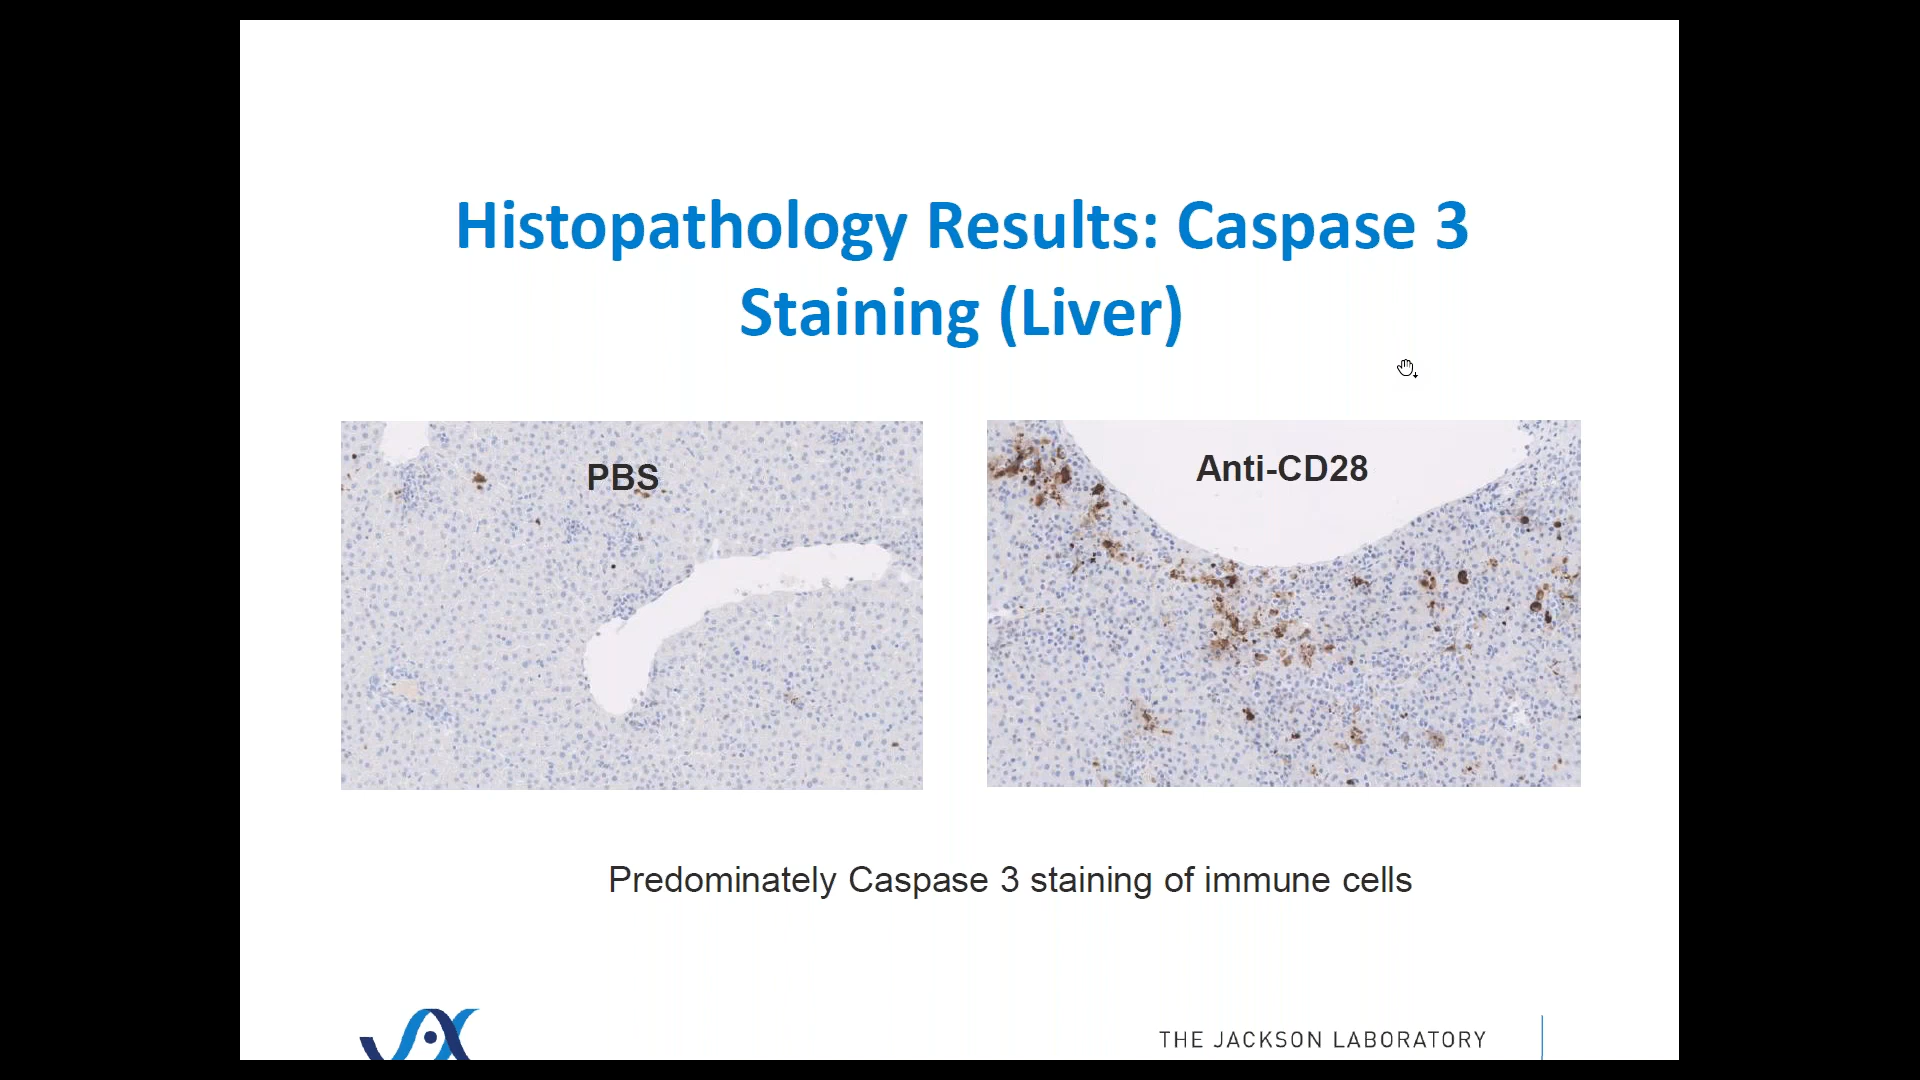 Histopathology Results: Caspase 3
Staining (Liver)
PBS
Anti-CD28
Predominately Caspase 3 staining of immune cells
THE JACKSON LABORATORY